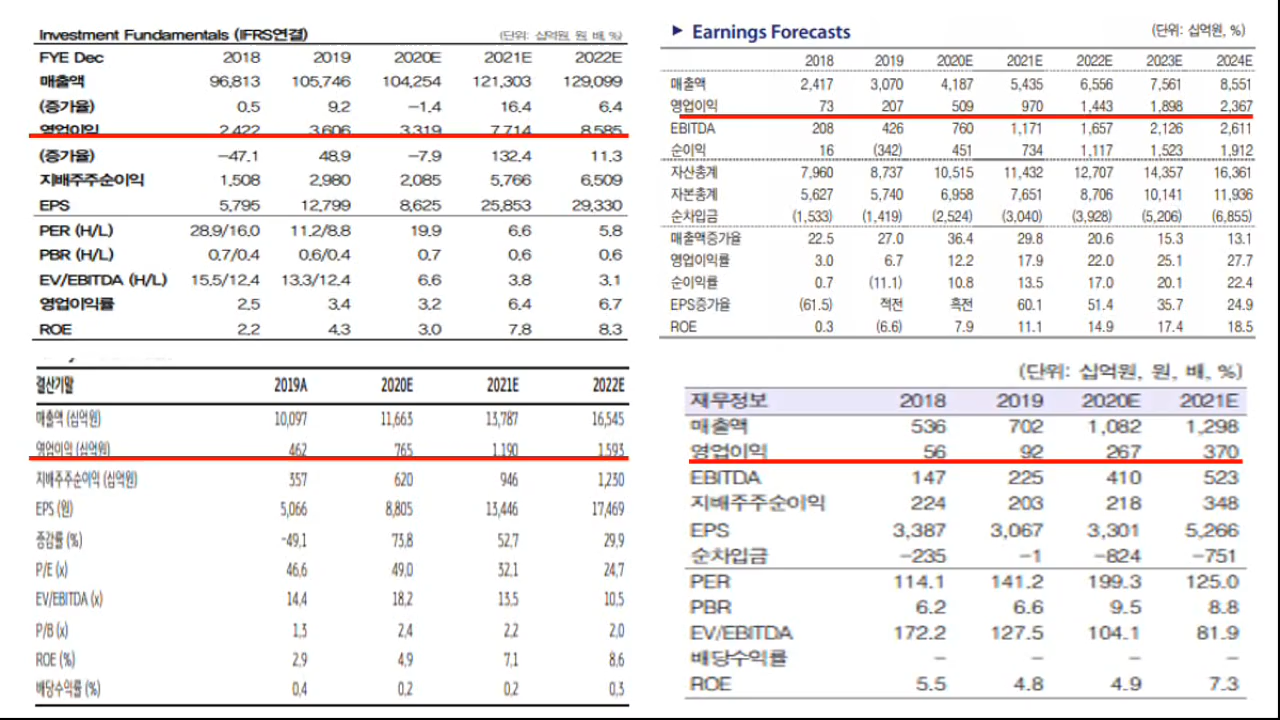 Investment Fundamentals (IFRS연결) (단위: 십억원, 원, 배, %)
FYE Dec 2018 2019 2020E 2021E 2022E
매출액 96,813 105,746 104,254 121,303 129,099
(증가율) 0.5 9.2 -1.4 16.4 6.4
영업이익 2,422 3,606 3,319 7,714 8,585
(증가율) -47.1 48.9 -7.9 132.4 11.3
지배주주순이익 1,508 2,980 2,085 5,766 6,509
EPS 5,795 12,799 8,625 25,853 29,330
PER (H/L) 28.9/16.0 11.2/8.8 19.9 6.6 5.8
PBR (H/L) 0.7/0.4 0.6/0.4 0.7 0.6 0.6
EV/EBITDA (H/L) 15.5/12.4 13.3/12.4 6.6 3.8 3.1
영업이익률 2.5 3.4 3.2 6.4 6.7
ROE 2.2 4.3 3.0 7.8 8.3
► Earnings Forecasts (단위: 십억원, %)
2018 2019 2020E 2021E 2022E 2023E 2024E
매출액 2,417 3,070 4,187 5,435 6,556 7,561 8,551
영업이익 73 207 509 970 1,443 1,898 2,367
EBITDA 208 426 760 1,171 1,657 2,126 2,611
순이익 16 (342) 451 734 1,117 1,523 1,912
자산총계 7,960 8,737 10,515 11,432 12,707 14,357 16,361
자본총계 5,627 5,740 6,958 7,651 8,706 10,141 11,936
순차입금 (1,533) (1,419) (2,524) (3,040) (3,928) (5,206) (6,855)
매출액증가율 22.5 27.0 36.4 29.8 20.6 15.3 13.1
영업이익률 3.0 6.7 12.2 17.9 22.0 25.1 27.7
순이익률 0.7 (11.1) 10.8 13.5 17.0 20.1 22.4
EPS증가율 (61.5) 적전 흑전 60.1 51.4 35.7 24.9
ROE 0.3 (6.6) 7.9 11.1 14.9 17.4 18.5
결산기말 2019A 2020E 2021E 2022E
매출액 (십억원) 10,097 11,663 13,787 16,545
영업이익 (십억원) 462 765 1,190 1,593
지배주주순이익 (십억원) 357 620 946 1,230
EPS (원) 5,066 8,805 13,446 17,469
증감률 (%) -49.1 73.8 52.7 29.9
P/E (x) 46.6 49.0 32.1 24.7
EV/EBITDA (x) 14.4 18.2 13.5 10.5
P/B (x) 1.3 2.4 2.2 2.0
ROE (%) 2.9 4.9 7.1 8.6
배당수익률 (%) 0.4 0.2 0.2 0.3
(단위: 십억원, 원, 배, %)
재무정보 2018 2019 2020E 2021E
매출액 536 702 1,082 1,298
영업이익 56 92 267 370
EBITDA 147 225 410 523
지배주주순이익 224 203 218 348
EPS 3,387 3,067 3,301 5,266
순차입금 -235 -1 -824 -751
PER 114.1 141.2 199.3 125.0
PBR 6.2 6.6 9.5 8.8
EV/EBITDA 172.2 127.5 104.1 81.9
배당수익률 - - - -
ROE 5.5 4.8 4.9 7.3